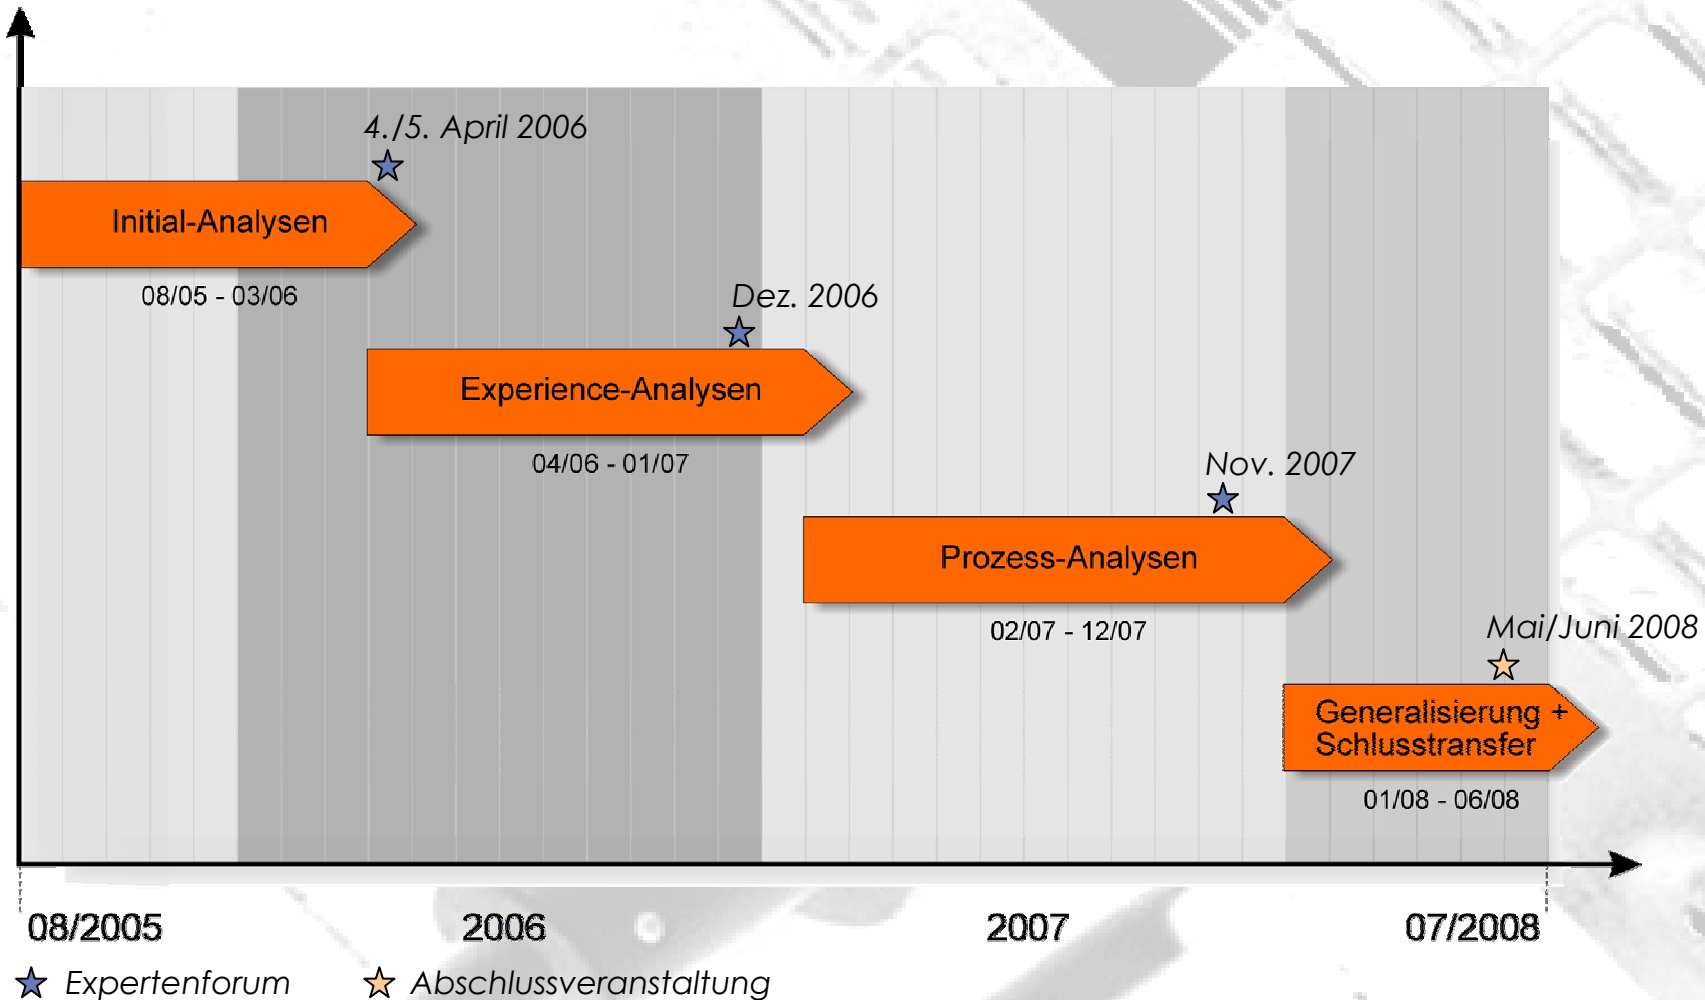 4./5. April 2006
Initial-Analysen
08/05 - 03/06
Dez. 2006
Experience-Analysen
04/06 - 01/07
Nov. 2007
Prozess-Analysen
02/07 - 12/07
Mai/Juni 2008
Generalisierung +
Schlusstransfer
01/08 - 06/08
08/2005 2006 2007 07/2008
Expertenforum Abschlussveranstaltung